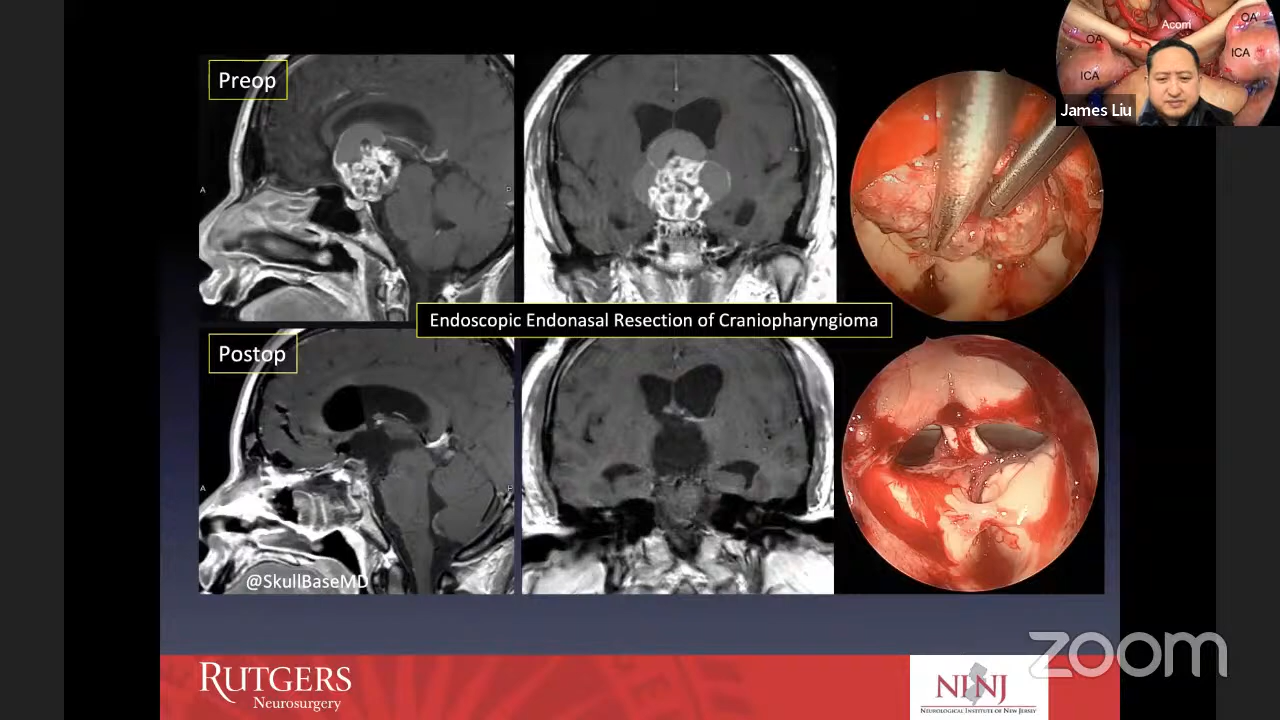 Preop
Acom
OA
OA
ICA
ICA
James Liu
A
P
Endoscopic Endonasal Resection of Craniopharyngioma
Postop
A
H
@SkullBaseMD
zoom
RUTGERS
Neurosurgery
NINJ
NEUROLOGICAL INSTITUTE OF NEW JERSEY